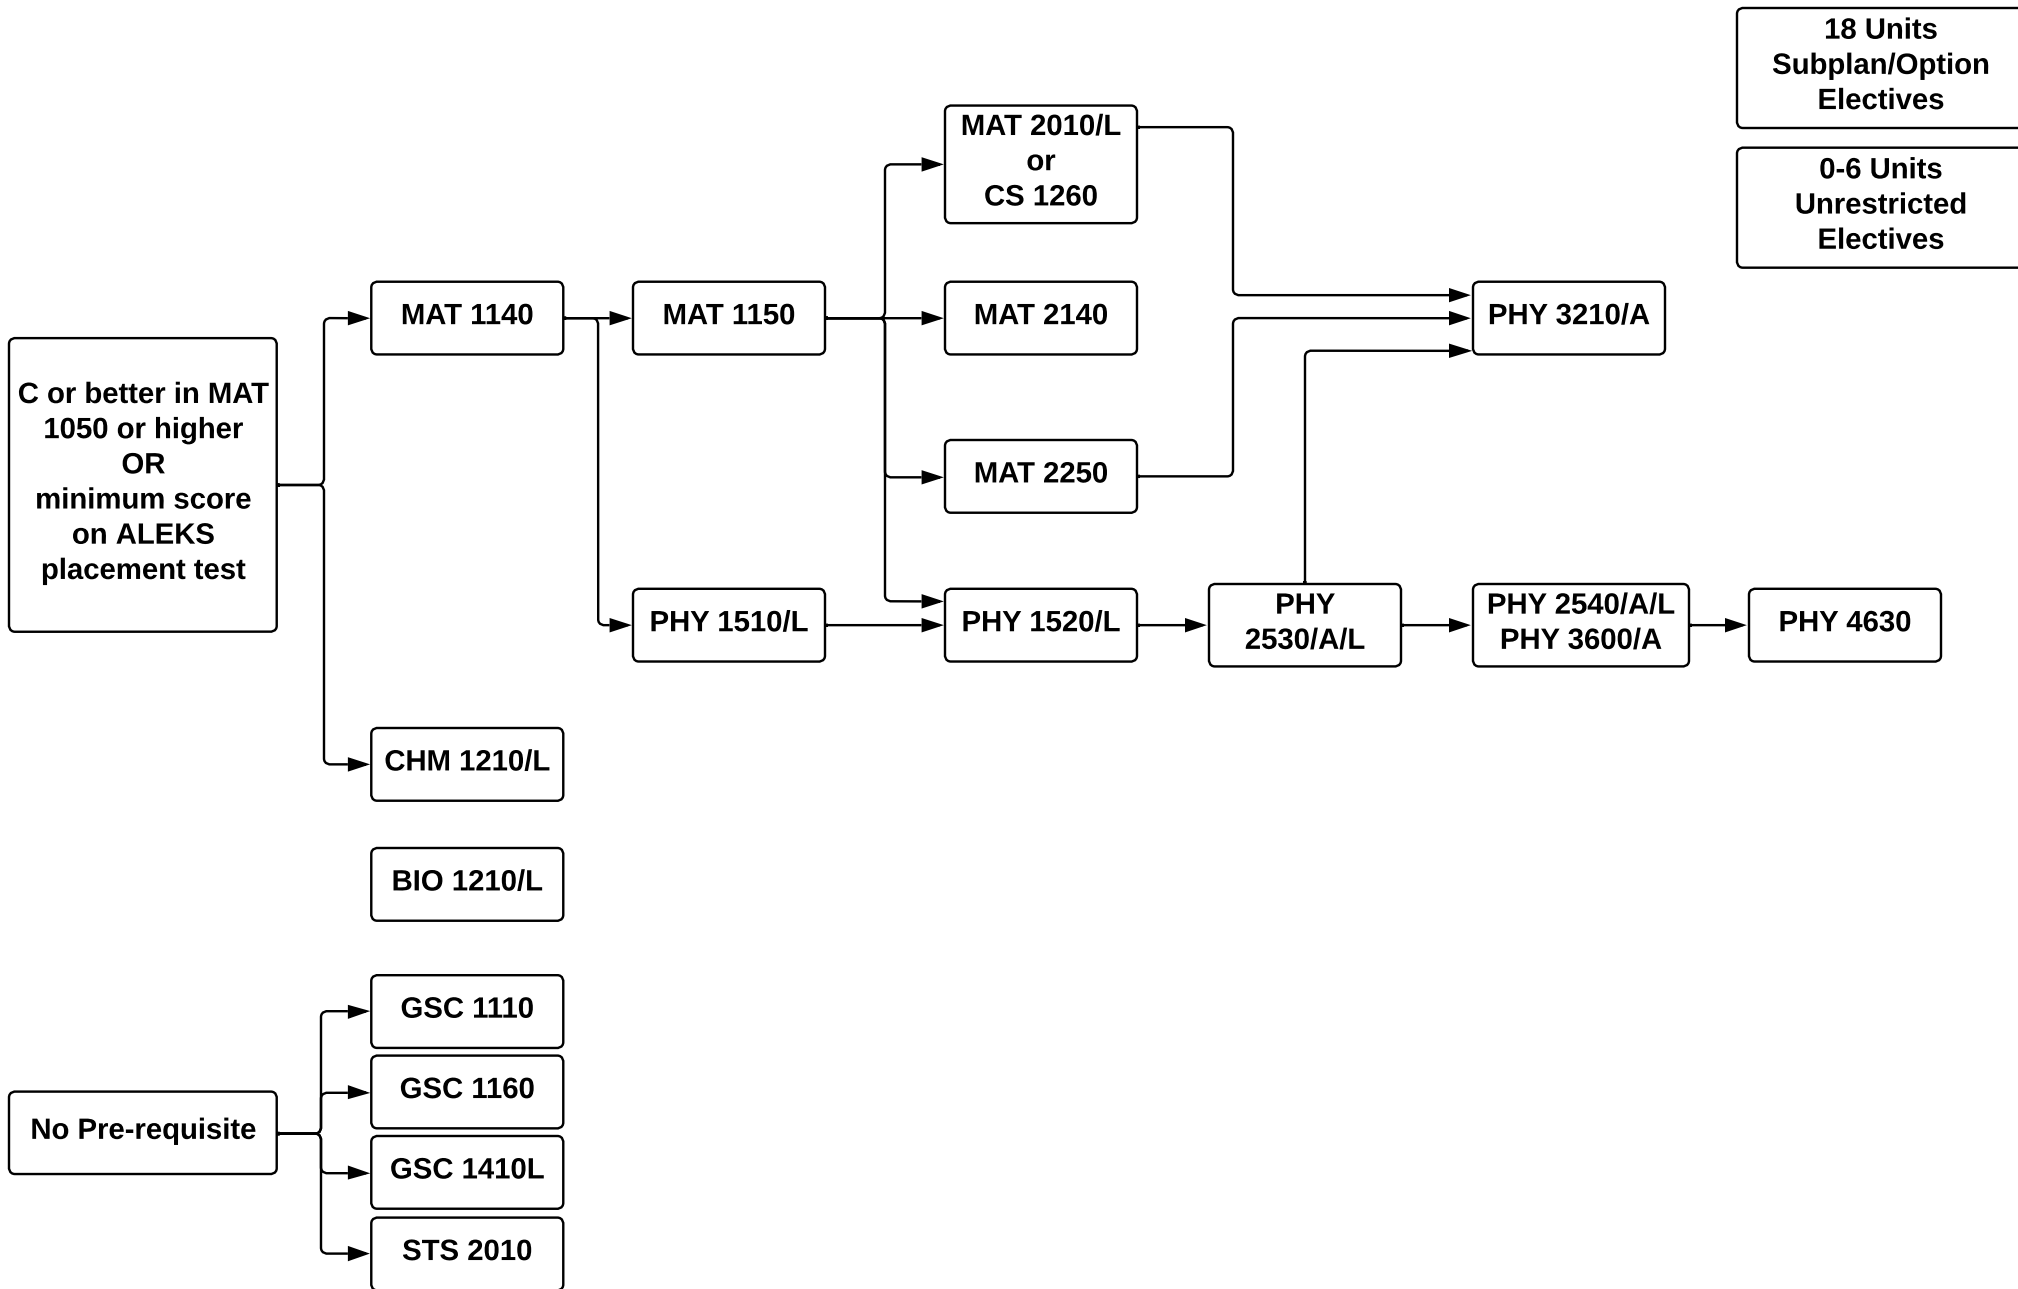 18 Units
Subplan/Option
Electives
0-6 Units
Unrestricted
Electives
MAT 2010/L
or
CS 1260
MAT 1140
MAT 1150
MAT 2140
PHY 3210/A
C or better in MAT
1050 or higher
OR
minimum score
on ALEKS
placement test
MAT 2250
PHY 1510/L
PHY 1520/L
PHY
2530/A/L
PHY 2540/A/L
PHY 3600/A
PHY 4630
CHM 1210/L
BIO 1210/L
GSC 1110
GSC 1160
No Pre-requisite
GSC 1410L
STS 2010